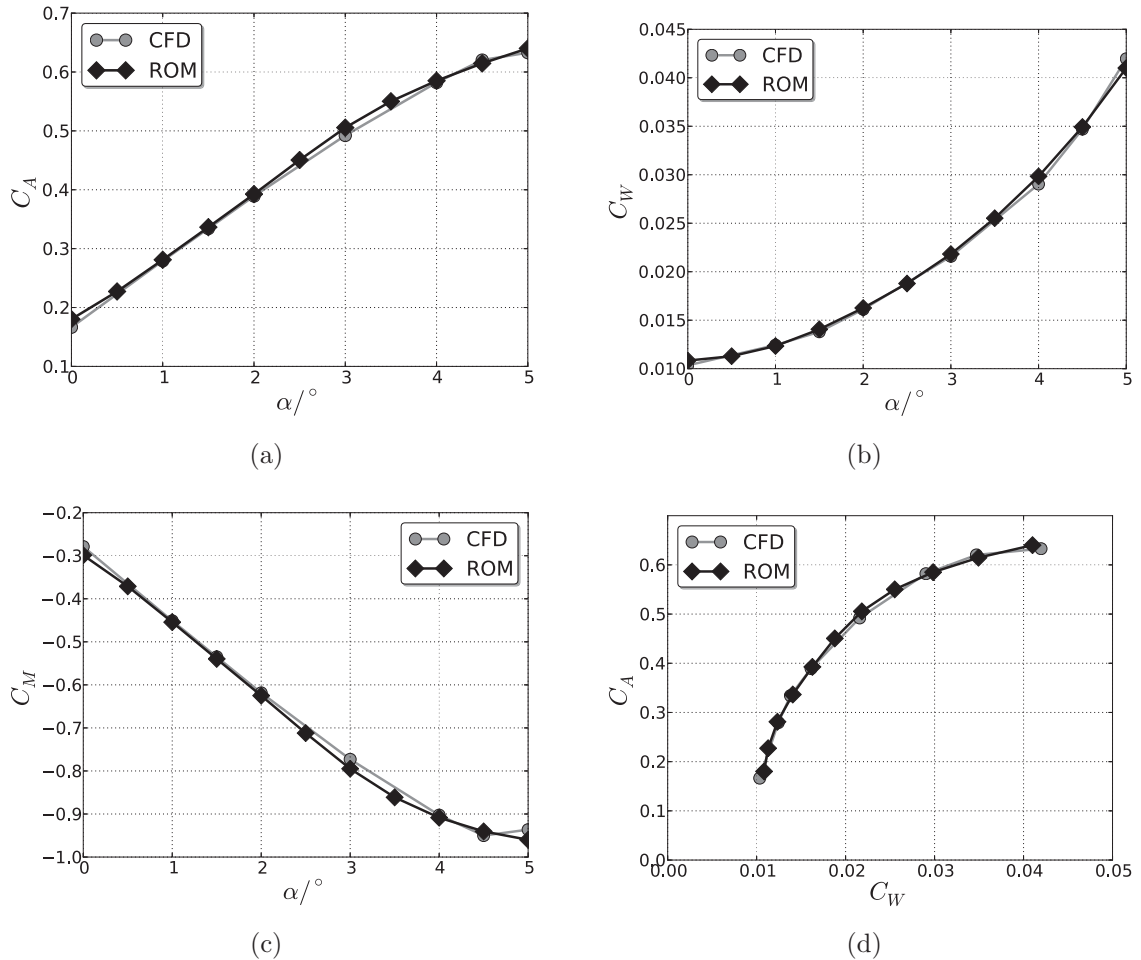 0.7
0.6
0.5
0.4
0.3
0.2
0.1
C_A
CFD
ROM
0 1 2 3 4 5
α/°
(a)
0.045
0.040
0.035
0.030
0.025
0.020
0.015
0.010
C_W
CFD
ROM
0 1 2 3 4 5
α/°
(b)
−0.2
−0.3
−0.4
−0.5
−0.6
−0.7
−0.8
−0.9
−1.0
C_M
CFD
ROM
0 1 2 3 4 5
α/°
(c)
0.6
0.5
0.4
0.3
0.2
0.1
0.0
C_A
CFD
ROM
0.00 0.01 0.02 0.03 0.04 0.05
C_W
(d)